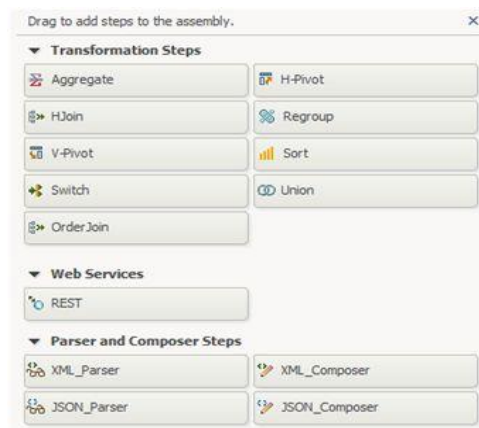 Drag to add steps to the assembly.
Transformation Steps
Aggregate
H-Pivot
HJoin
Regroup
V-Pivot
Sort
Switch
Union
OrderJoin
Web Services
REST
Parser and Composer Steps
XML_Parser
XML_Composer
JSON_Parser
JSON_Composer